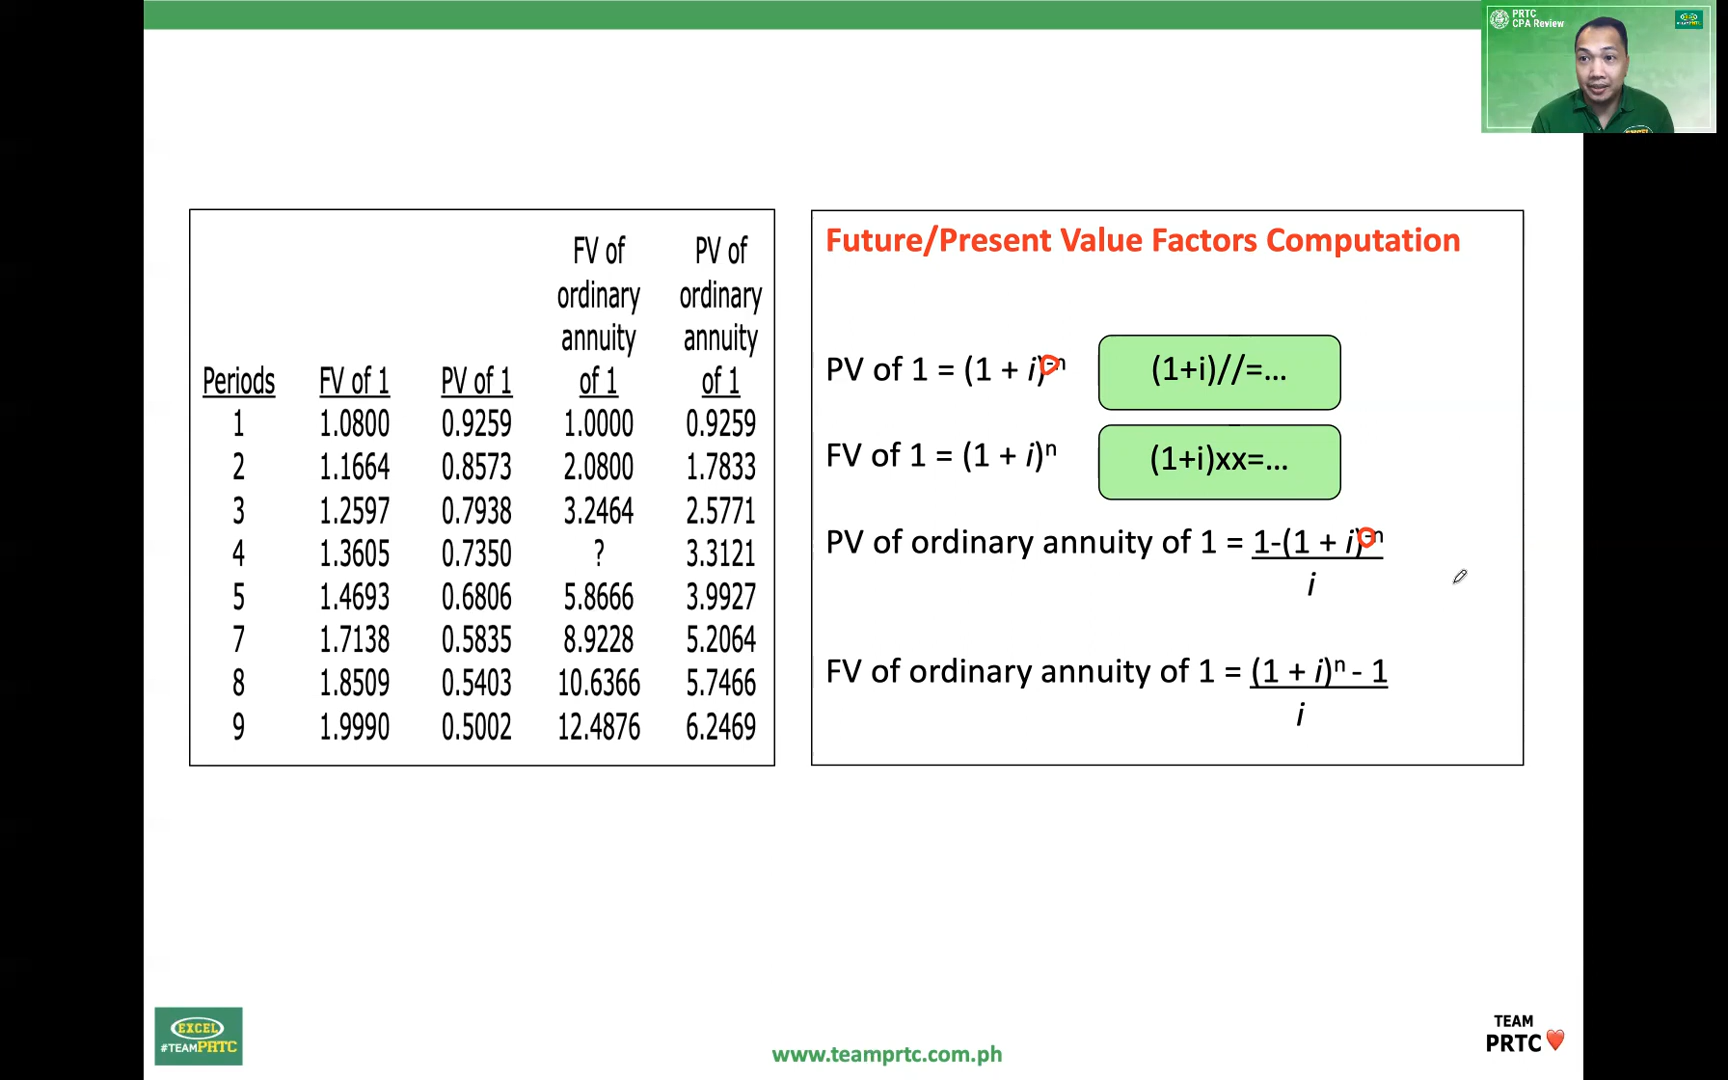 PRTC
CPA Review
FV of PV of
ordinary ordinary
annuity annuity
Periods FV of 1 PV of 1 of 1 of 1
1 1.0800 0.9259 1.0000 0.9259
2 1.1664 0.8573 2.0800 1.7833
3 1.2597 0.7938 3.2464 2.5771
4 1.3605 0.7350 ? 3.3121
5 1.4693 0.6806 5.8666 3.9927
7 1.7138 0.5835 8.9228 5.2064
8 1.8509 0.5403 10.6366 5.7466
9 1.9990 0.5002 12.4876 6.2469
Future/Present Value Factors Computation
PV of 1 = (1 + i)⁻ⁿ (1+i)//=...
FV of 1 = (1 + i)ⁿ (1+i)xx=...
PV of ordinary annuity of 1 = 1-(1 + i)⁻ⁿ
i
FV of ordinary annuity of 1 = (1 + i)ⁿ - 1
i
EXCEL
#TEAMPRTC
www.teamprtc.com.ph
TEAM
PRTC